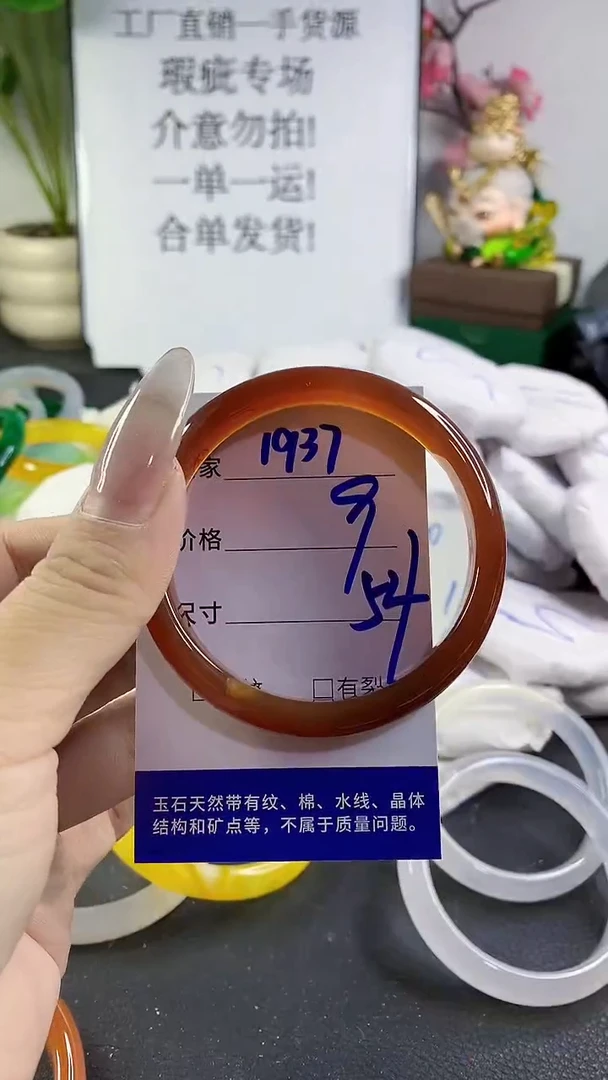 工厂直销一手货源
瑕疵专场
介意勿拍!
一单一运!
合单发货!
家 1937
价格 9
尺寸 54
□有裂
玉石天然带有纹、棉、水线、晶体
结构和矿点等，不属于质量问题。